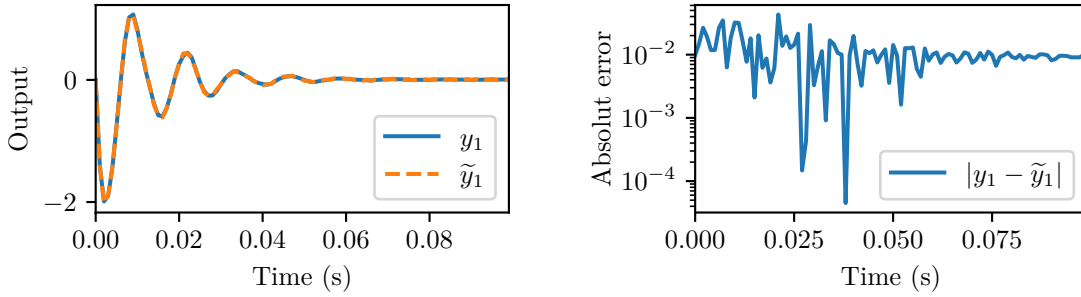 Output
0
−2
y₁
ỹ₁
0.00 0.02 0.04 0.06 0.08
Time (s)
Absolut error
10⁻²
10⁻³
10⁻⁴
|y₁ − ỹ₁|
0.000 0.025 0.050 0.075
Time (s)